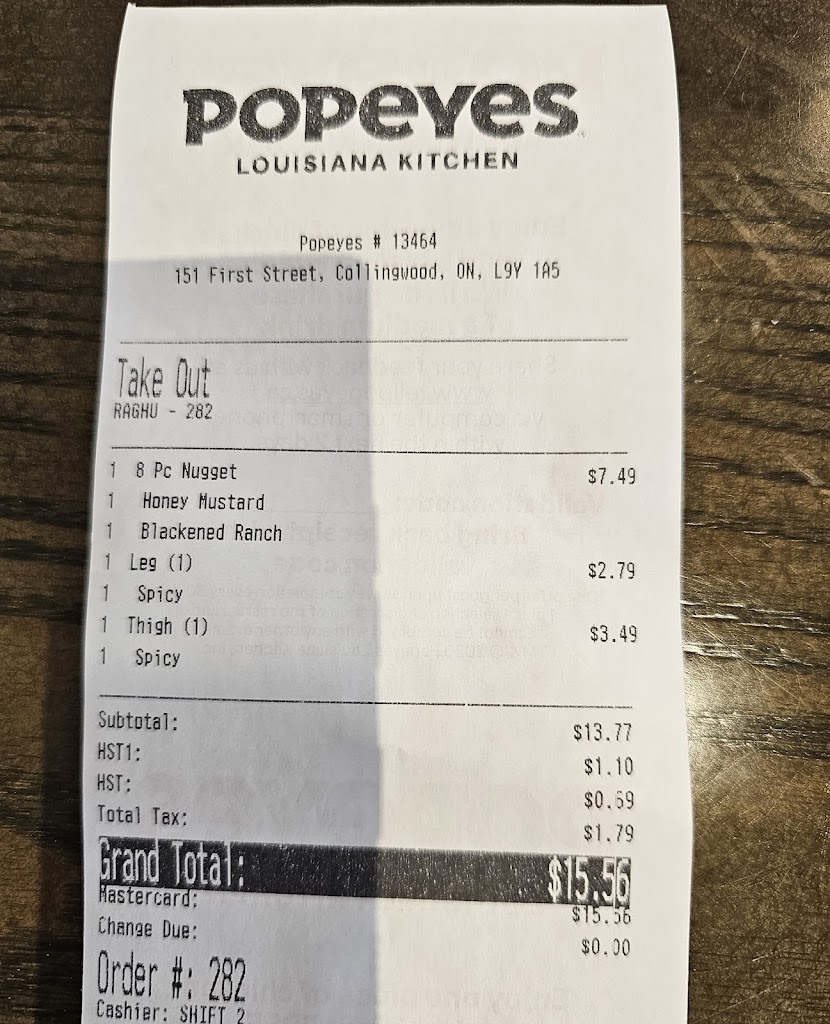 POPEYES
LOUISIANA KITCHEN
Popeyes # 13464
151 First Street, Collingwood, ON, L9Y 1A5
Take Out
RAGHU - 282
1 8 Pc Nugget $7.49
1 Honey Mustard
1 Blackened Ranch
1 Leg (1) $2.79
1 Spicy
1 Thigh (1) $3.49
1 Spicy
Subtotal: $13.77
HST1: $1.10
HST: $0.69
Total Tax: $1.79
Grand Total: $15.56
Mastercard: $15.56
Change Due: $0.00
Order #: 282
Cashier: SHIFT 2